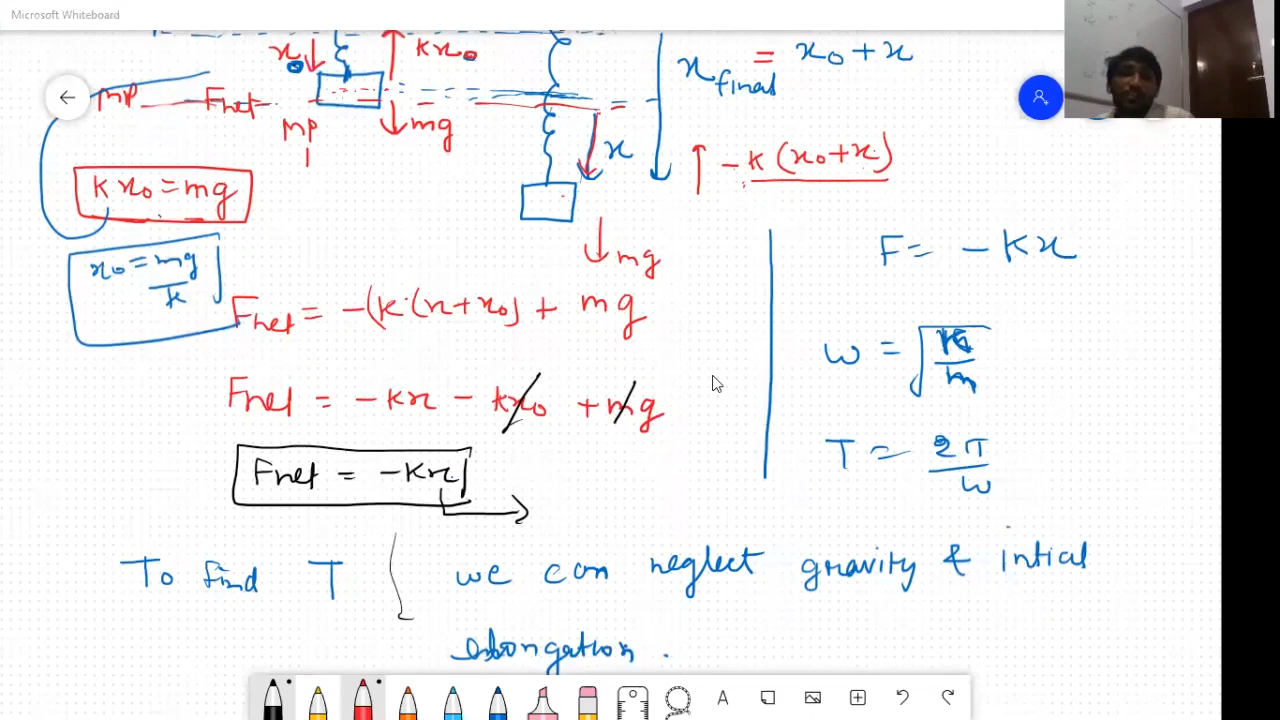 Microsoft Whiteboard
x₀ kx₀
x final = x₀ + x
MP Fnet
MP mg
x
-k (x₀+x)
kx₀ = mg
x₀ = mg/k
mg
F = -kx
Fnet = -(k·(x+x₀) + mg
ω = √k/m
Fnet = -kx - kx₀ + mg
T = 2π/ω
Fnet = -kx
To find T we can neglect gravity & intial
elongation .
A